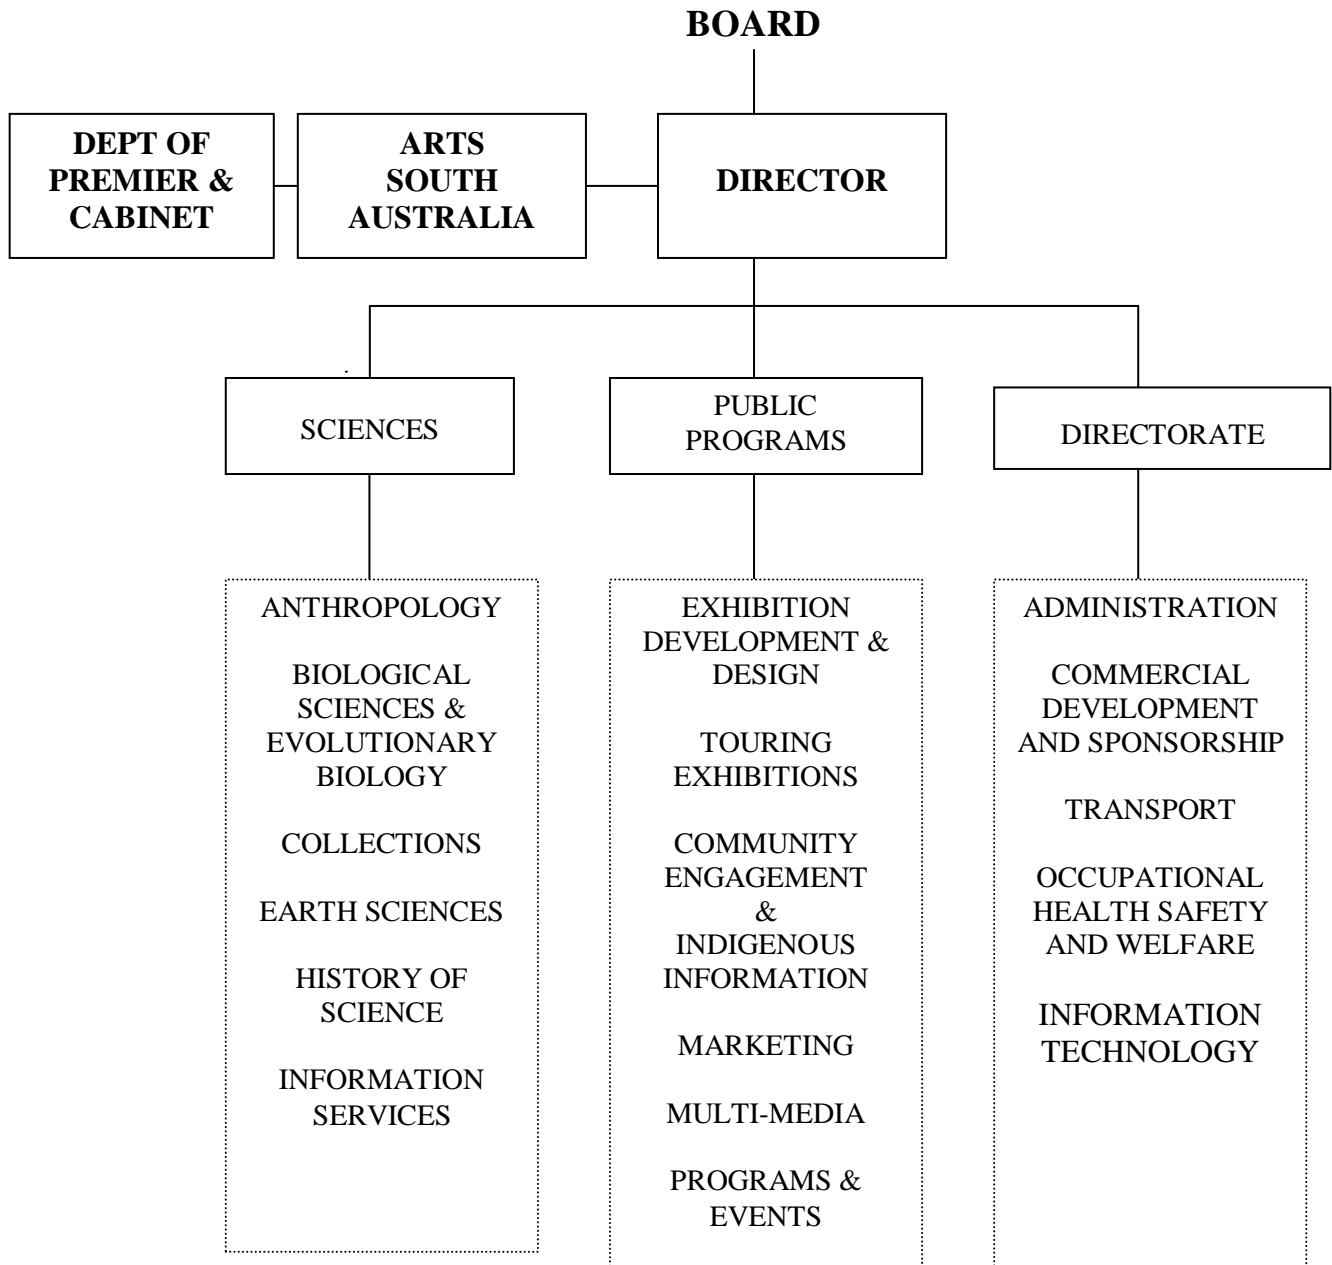 BOARD
DEPT OF
PREMIER &
CABINET
ARTS
SOUTH
AUSTRALIA
DIRECTOR
SCIENCES
PUBLIC
PROGRAMS
DIRECTORATE
ANTHROPOLOGY
BIOLOGICAL
SCIENCES &
EVOLUTIONARY
BIOLOGY
COLLECTIONS
EARTH SCIENCES
HISTORY OF
SCIENCE
INFORMATION
SERVICES
EXHIBITION
DEVELOPMENT &
DESIGN
TOURING
EXHIBITIONS
COMMUNITY
ENGAGEMENT
&
INDIGENOUS
INFORMATION
MARKETING
MULTI-MEDIA
PROGRAMS &
EVENTS
ADMINISTRATION
COMMERCIAL
DEVELOPMENT
AND SPONSORSHIP
TRANSPORT
OCCUPATIONAL
HEALTH SAFETY
AND WELFARE
INFORMATION
TECHNOLOGY